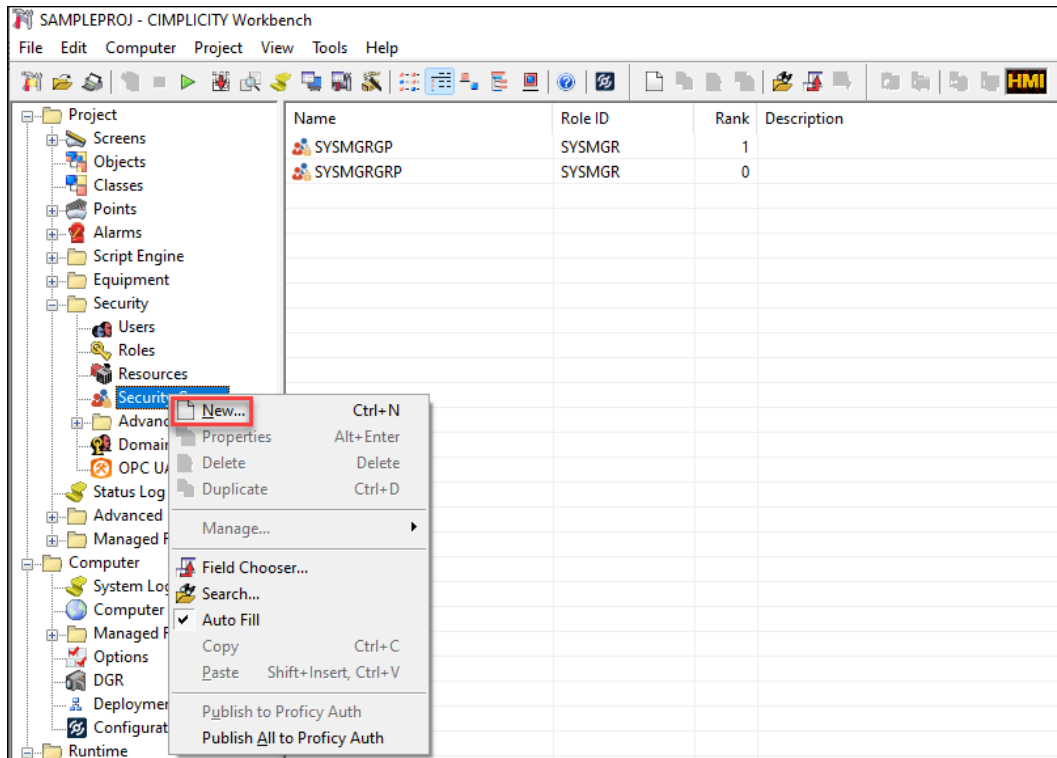 SAMPLEPROJ - CIMPLICITY Workbench
File Edit Computer Project View Tools Help
HMI
Project
Screens
Objects
Classes
Points
Alarms
Script Engine
Equipment
Security
Users
Roles
Resources
Security
Advanc
Domain
OPC UA
Status Log
Advanced
Managed
Computer
System Log
Computer
Managed
Options
DGR
Deploymen
Configurat
Runtime
Name Role ID Rank Description
SYSMGRGP SYSMGR 1
SYSMGRGRP SYSMGR 0
New... Ctrl+N
Properties Alt+Enter
Delete Delete
Duplicate Ctrl+D
Manage...
Field Chooser...
Search...
Auto Fill
Copy Ctrl+C
Paste Shift+Insert, Ctrl+V
Publish to Proficy Auth
Publish All to Proficy Auth